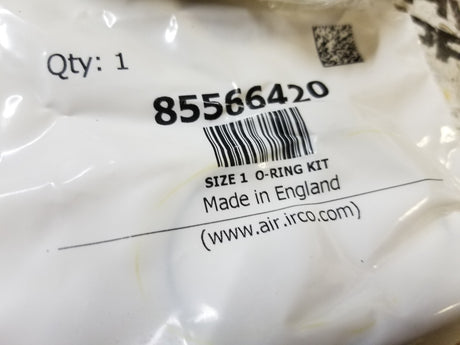 Qty: 1
85566420
SIZE 1 O-RING KIT
Made in England
(www.air.irco.com)